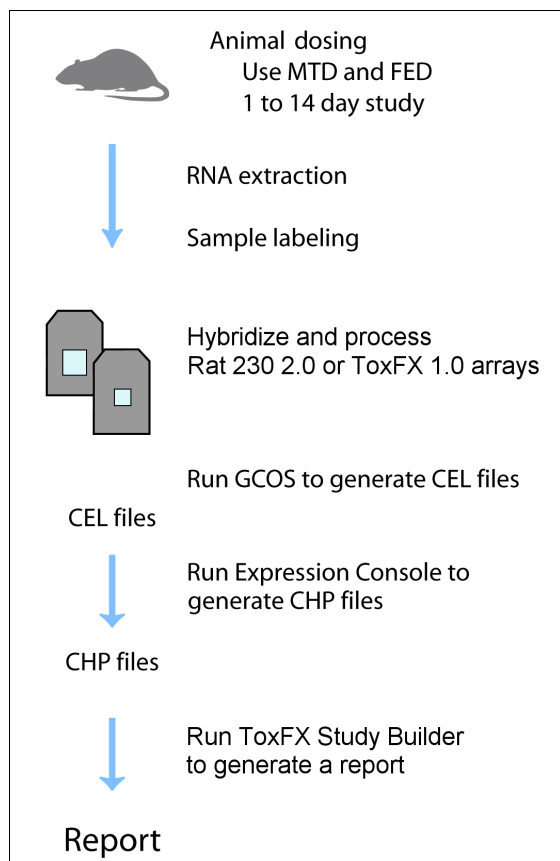 Animal dosing
Use MTD and FED
1 to 14 day study
RNA extraction
Sample labeling
Hybridize and process
Rat 230 2.0 or ToxFX 1.0 arrays
Run GCOS to generate CEL files
CEL files
Run Expression Console to
generate CHP files
CHP files
Run ToxFX Study Builder
to generate a report
Report